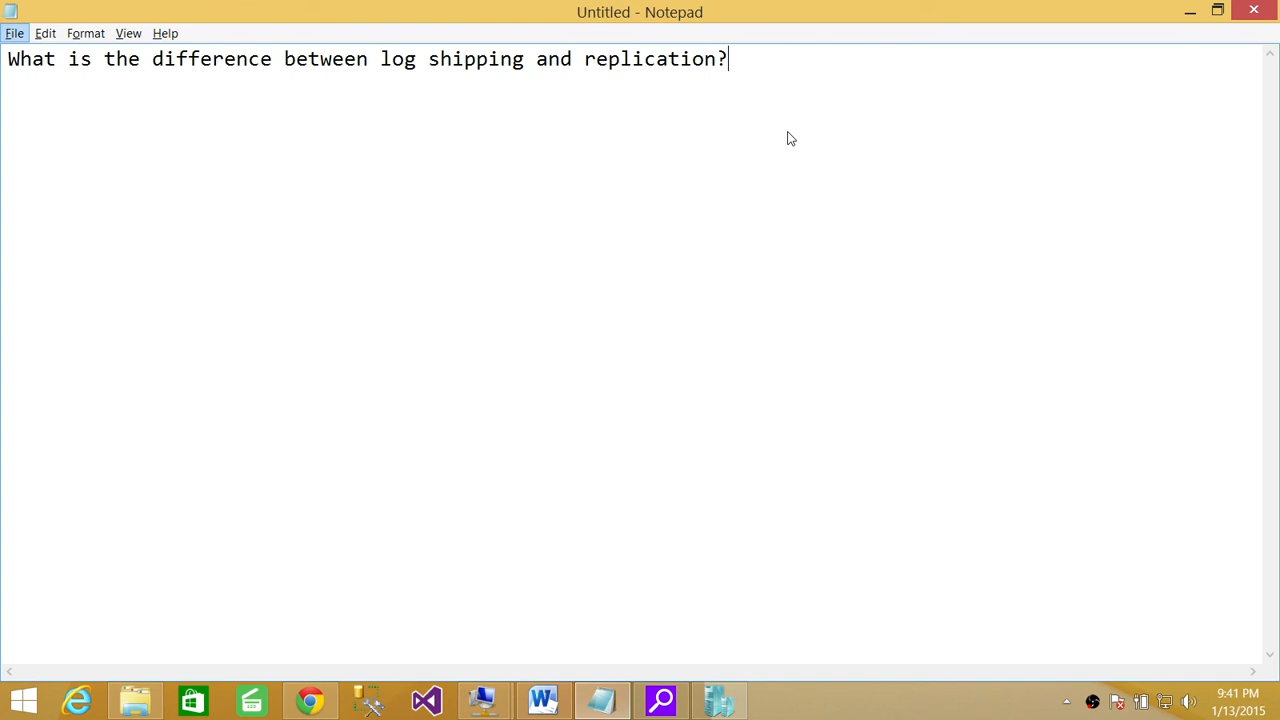 Untitled - Notepad
File Edit Format View Help
What is the difference between log shipping and replication?
9:41 PM
1/13/2015